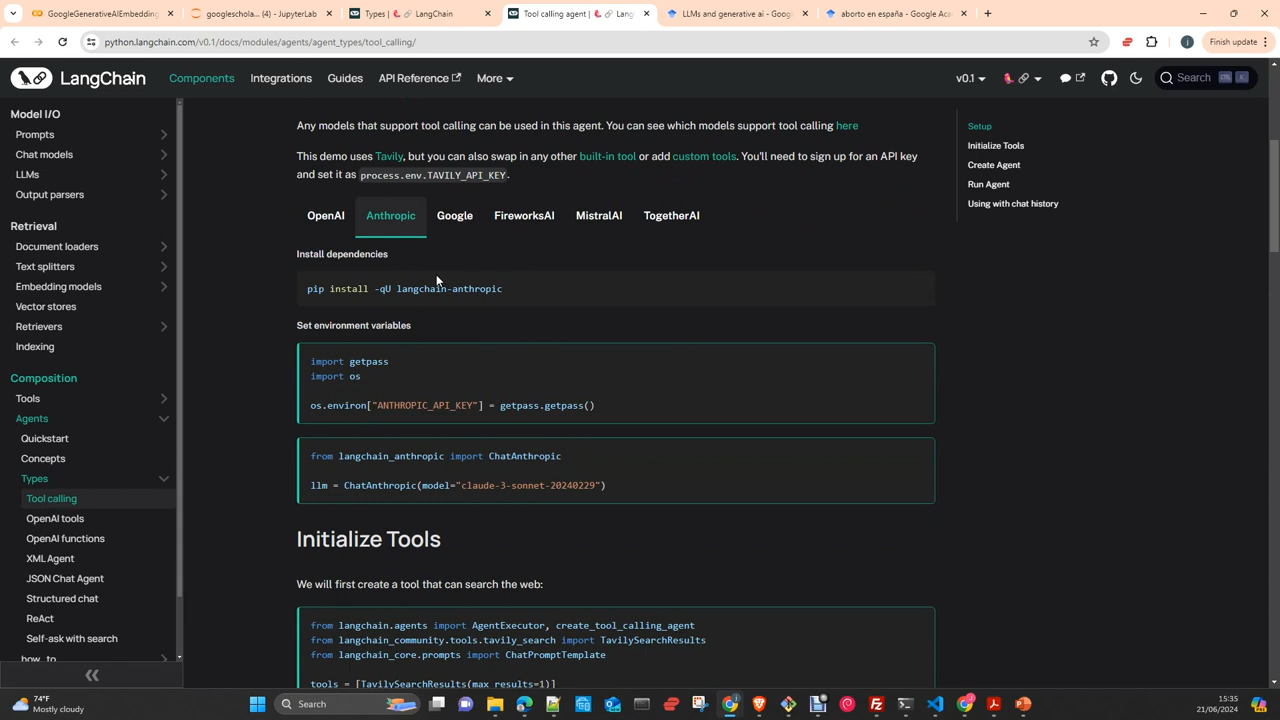 GoogleGenerativeAIEmbedding
googleschola... (4) - JupyterLab
Types | LangChain
Tool calling agent | Lang
LLMs and generative ai - Google
aborto en españa - Google Aca
python.langchain.com/v0.1/docs/modules/agents/agent_types/tool_calling/
Finish update
LangChain
Components
Integrations
Guides
API Reference
More
v0.1
Search
Model I/O
Prompts
Chat models
LLMs
Output parsers
Retrieval
Document loaders
Text splitters
Embedding models
Vector stores
Retrievers
Indexing
Composition
Tools
Agents
Quickstart
Concepts
Types
Tool calling
OpenAI tools
OpenAI functions
XML Agent
JSON Chat Agent
Structured chat
ReAct
Self-ask with search
how_to
Any models that support tool calling can be used in this agent. You can see which models support tool calling here
This demo uses Tavily, but you can also swap in any other built-in tool or add custom tools. You'll need to sign up for an API key
and set it as process.env.TAVILY_API_KEY.
OpenAI Anthropic Google FireworksAI MistralAI TogetherAI
Install dependencies
pip install -qU langchain-anthropic
Set environment variables
import getpass
import os
os.environ["ANTHROPIC_API_KEY"] = getpass.getpass()
from langchain_anthropic import ChatAnthropic
llm = ChatAnthropic(model="claude-3-sonnet-20240229")
Initialize Tools
We will first create a tool that can search the web:
from langchain.agents import AgentExecutor, create_tool_calling_agent
from langchain_community.tools.tavily_search import TavilySearchResults
from langchain_core.prompts import ChatPromptTemplate
tools = [TavilySearchResults(max_results=1)]
Setup
Initialize Tools
Create Agent
Run Agent
Using with chat history
74°F
Mostly cloudy
Search
15:35
21/06/2024